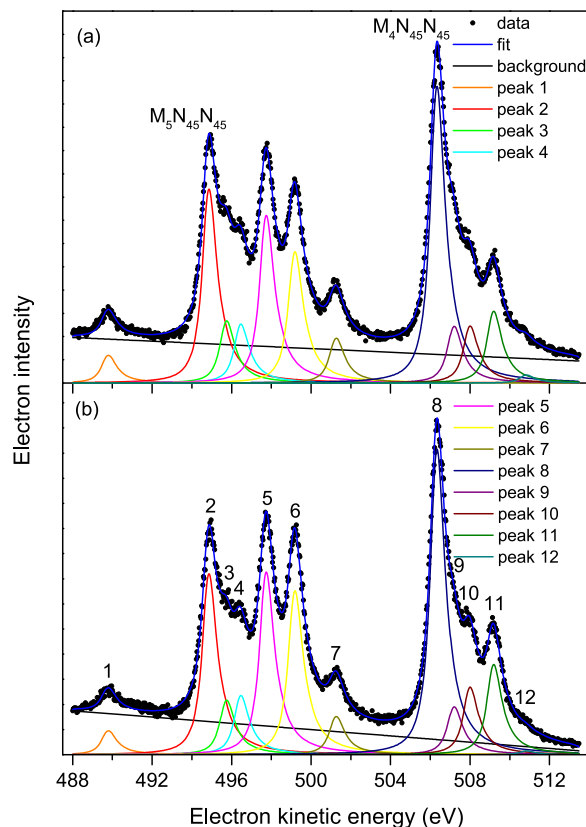 (a)
M₄N₄₅N₄₅
data
fit
background
peak 1
peak 2
peak 3
peak 4
M₅N₄₅N₄₅
Electron intensity
(b)
8
peak 5
peak 6
peak 7
peak 8
peak 9
peak 10
peak 11
peak 12
1
2
3
4
5
6
7
9
10
11
12
488 492 496 500 504 508 512
Electron kinetic energy (eV)